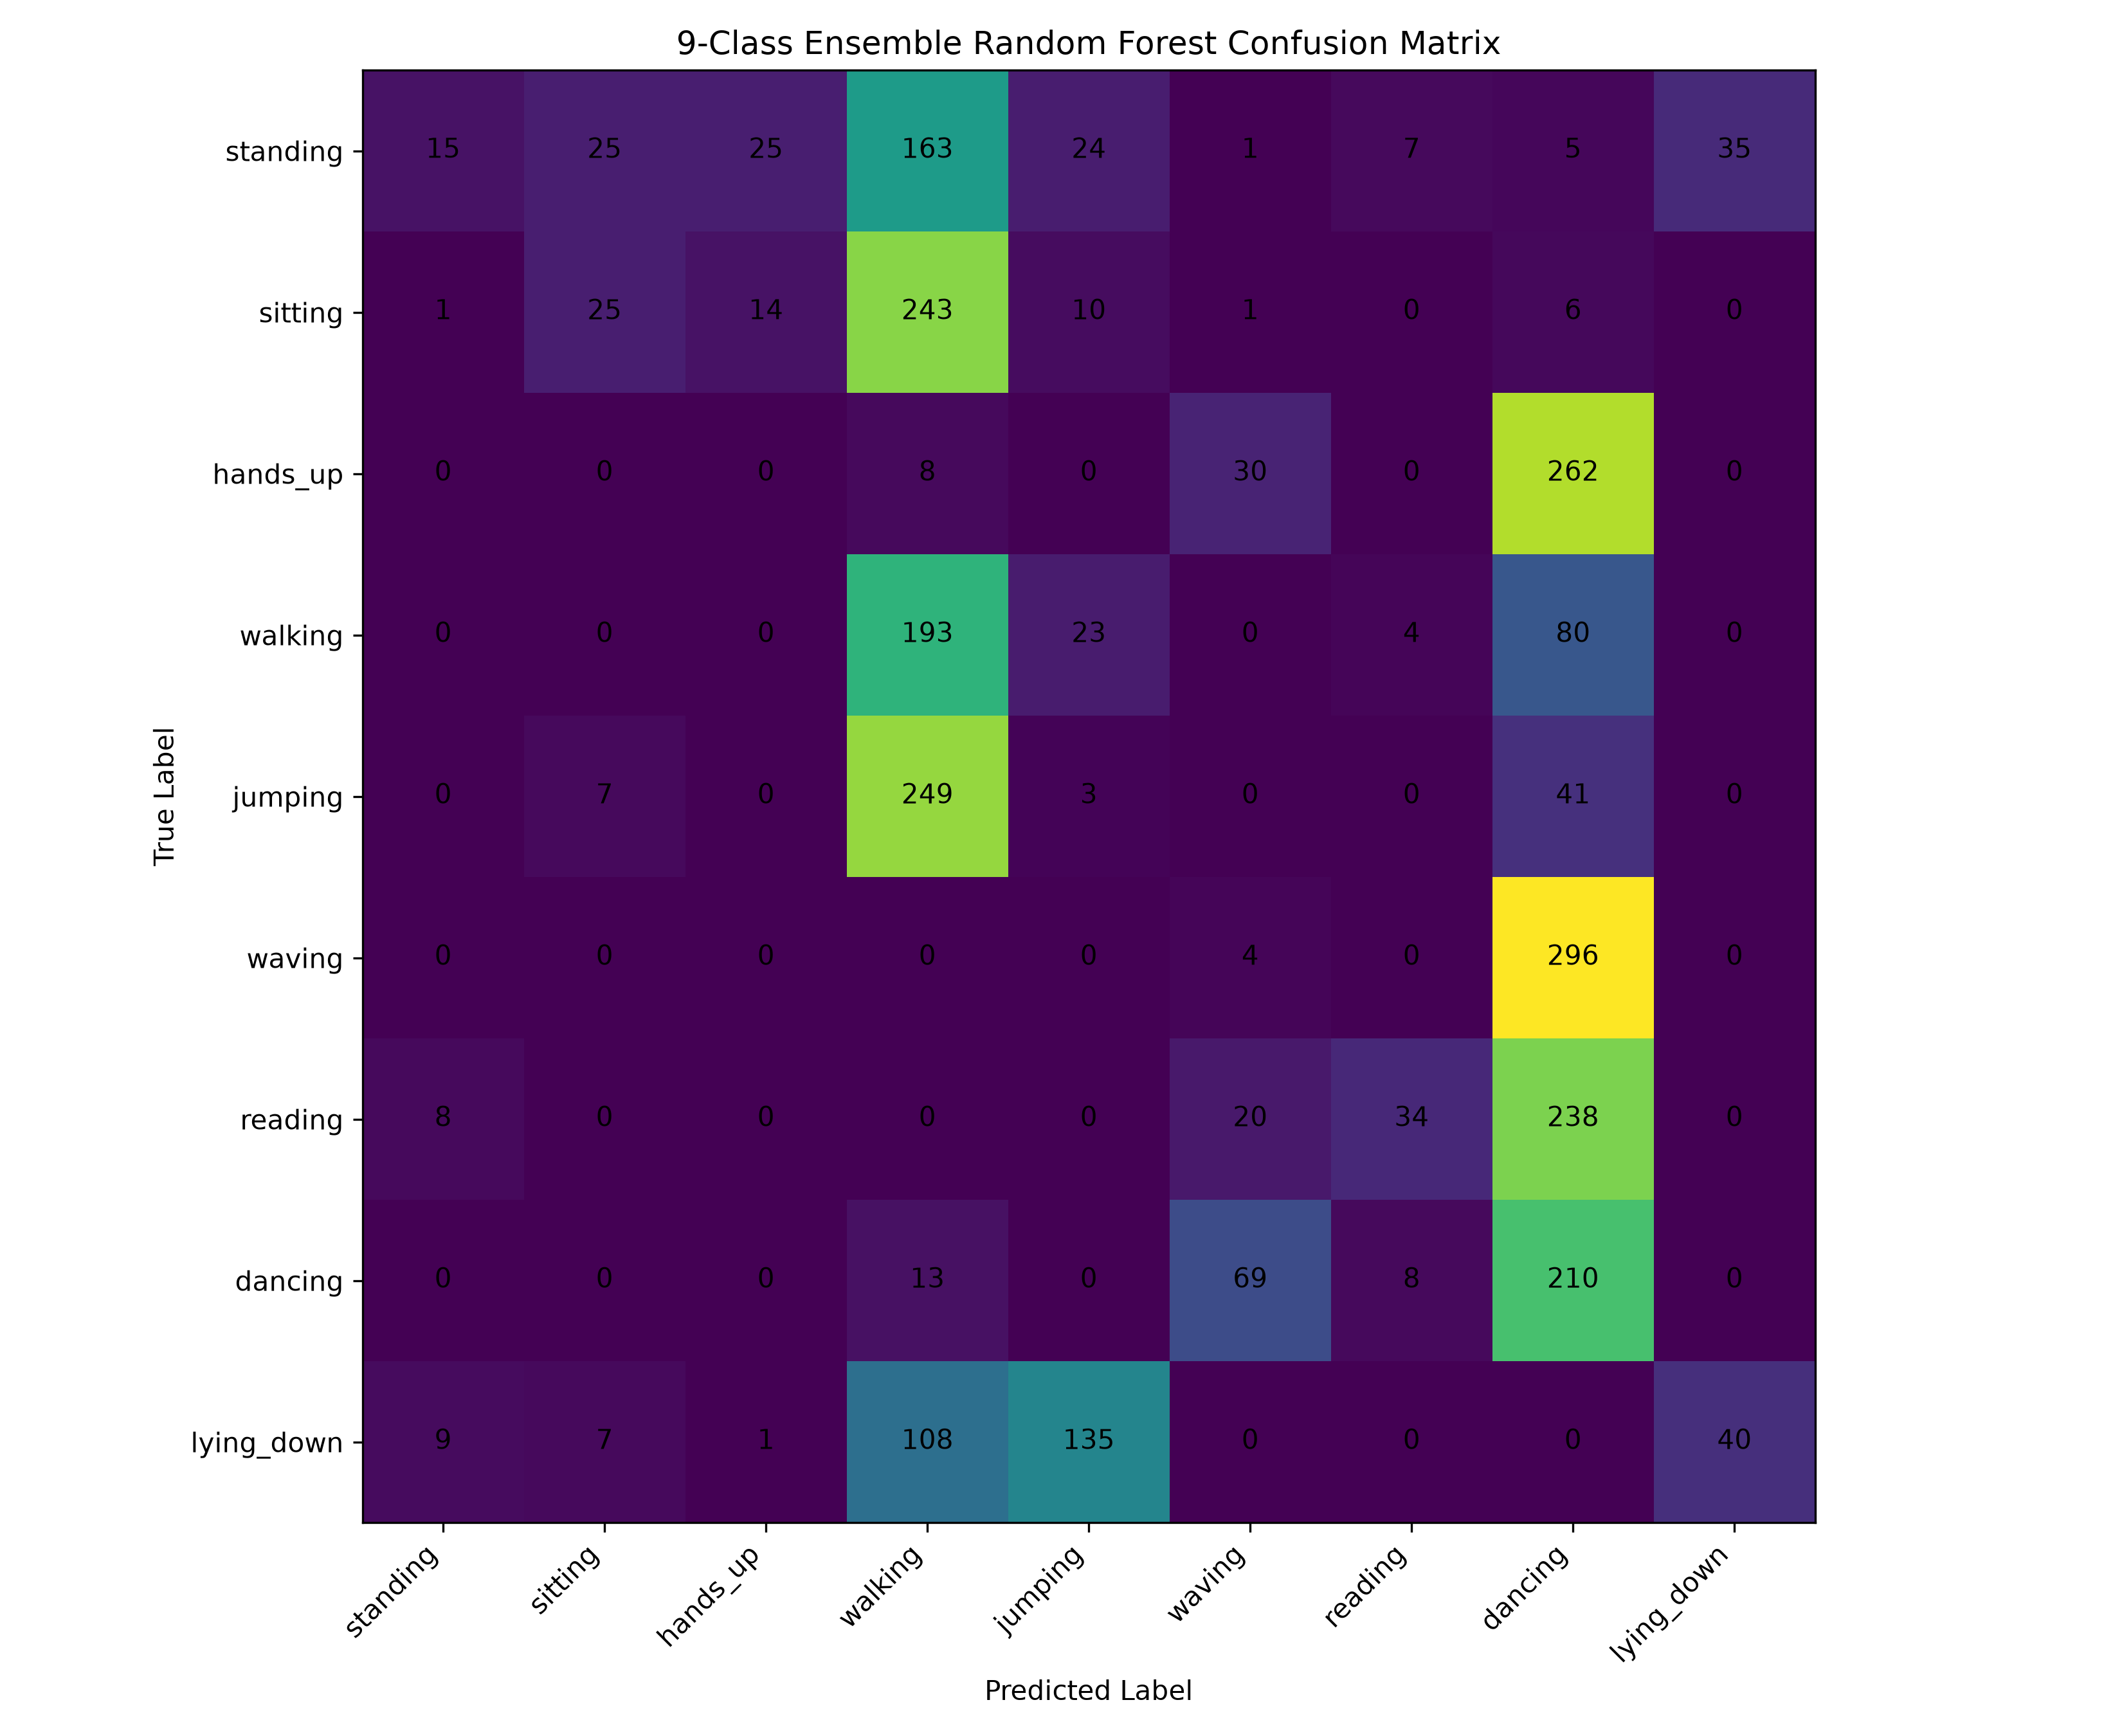 9-Class Ensemble Random Forest Confusion Matrix
standing 15 25 25 163 24 1 7 5 35
sitting 1 25 14 243 10 1 0 6 0
hands_up 0 0 0 8 0 30 0 262 0
walking 0 0 0 193 23 0 4 80 0
True Label
jumping 0 7 0 249 3 0 0 41 0
waving 0 0 0 0 0 4 0 296 0
reading 8 0 0 0 0 20 34 238 0
dancing 0 0 0 13 0 69 8 210 0
lying_down 9 7 1 108 135 0 0 0 40
standing sitting hands_up walking jumping waving reading dancing lying_down
Predicted Label